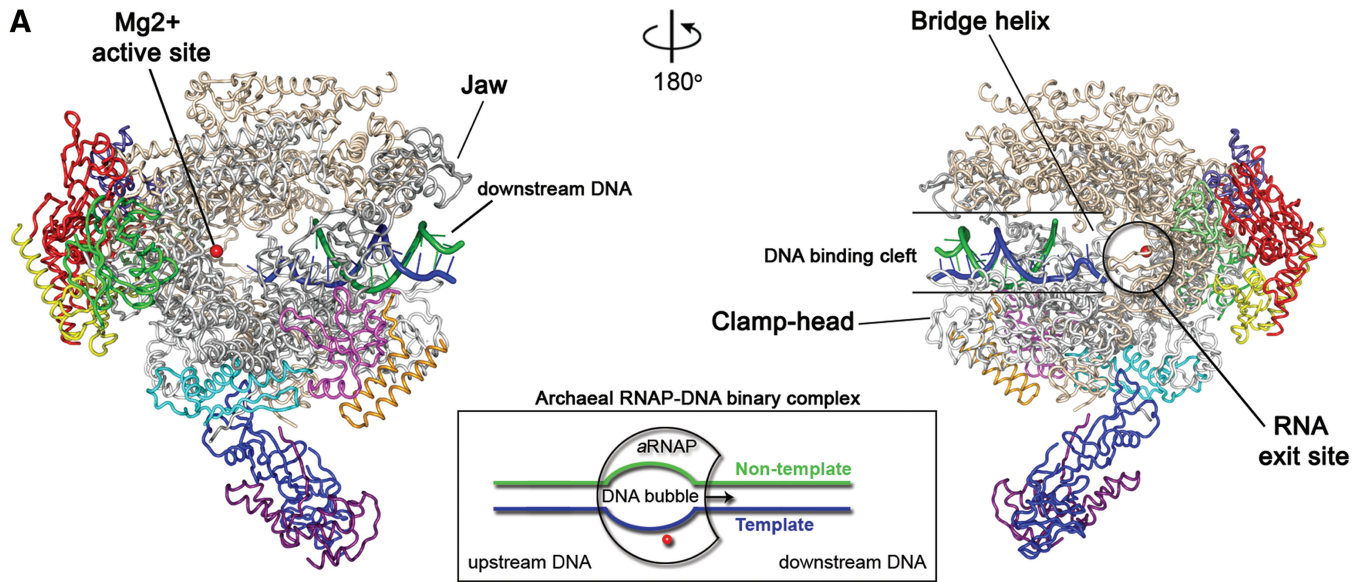 A
Mg2+
active site
Jaw
downstream DNA
180°
Bridge helix
DNA binding cleft
Clamp-head
RNA
exit site
Archaeal RNAP-DNA binary complex
aRNAP
Non-template
DNA bubble
Template
upstream DNA
downstream DNA